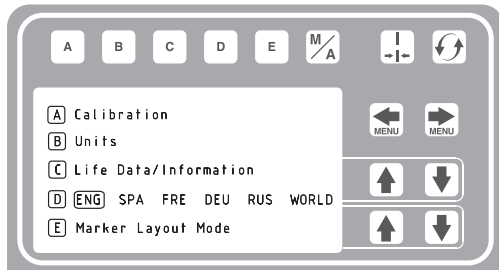 A B C D E M/A
MENU MENU
A Calibration
B Units
C Life Data/Information
D ENG SPA FRE DEU RUS WORLD
E Marker Layout Mode